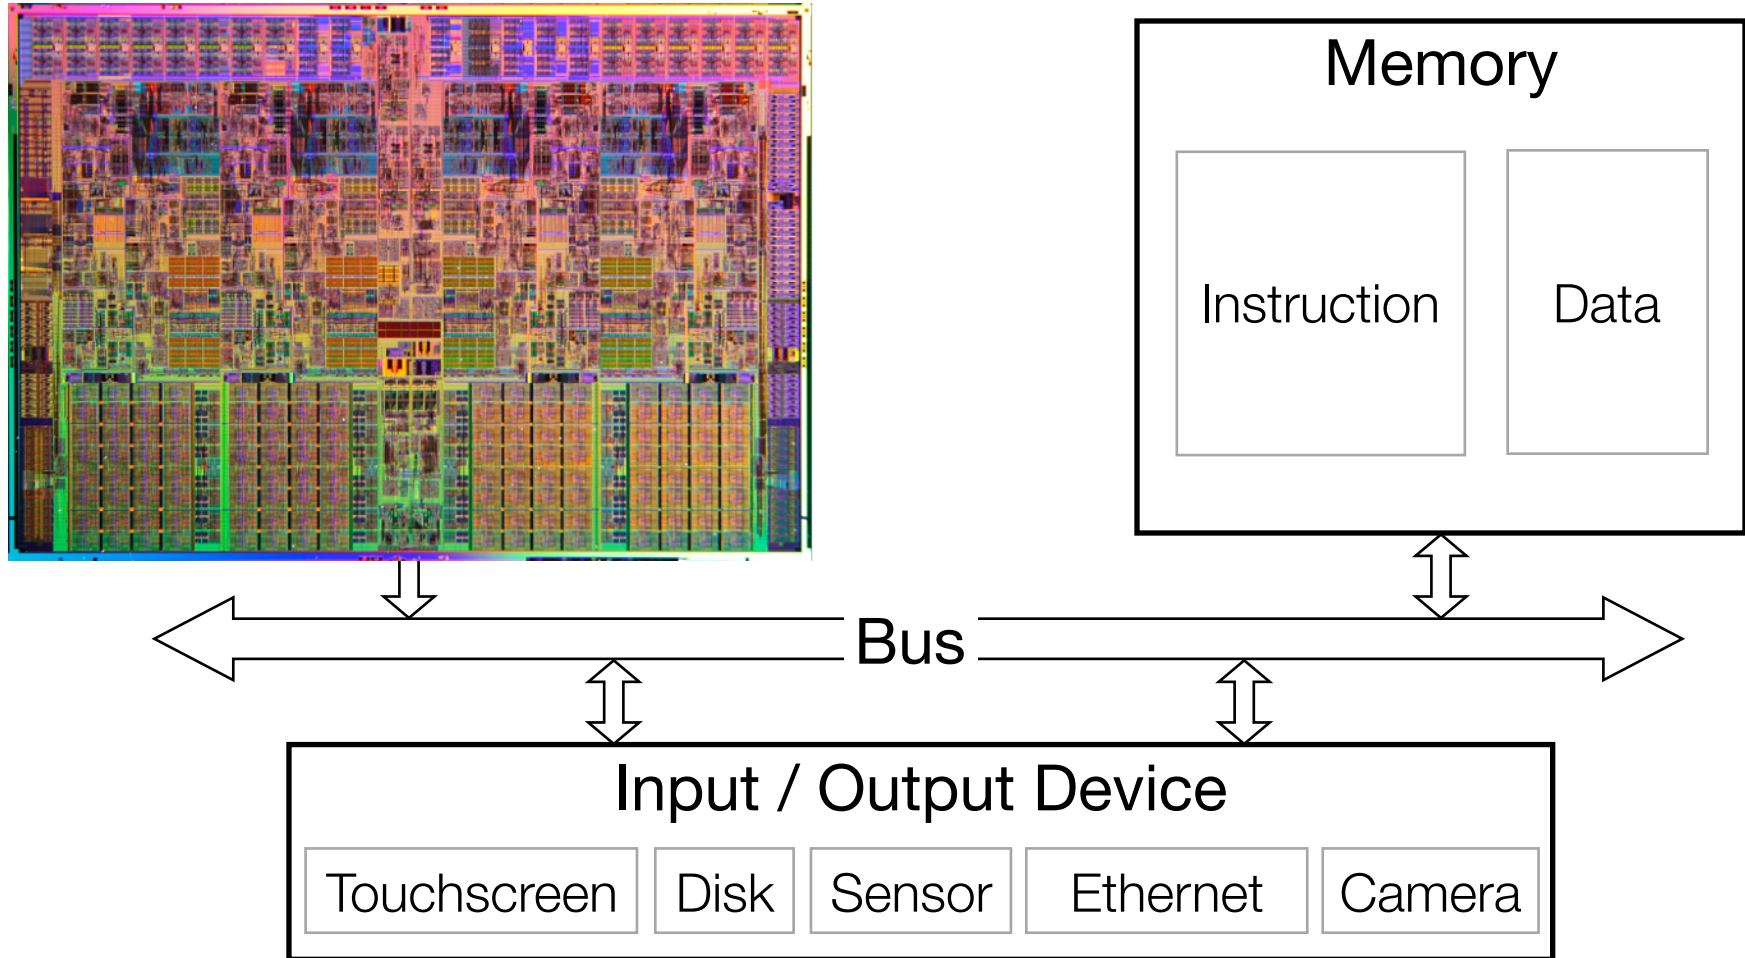 Memory
Instruction
Data
Bus
Input / Output Device
Touchscreen
Disk
Sensor
Ethernet
Camera